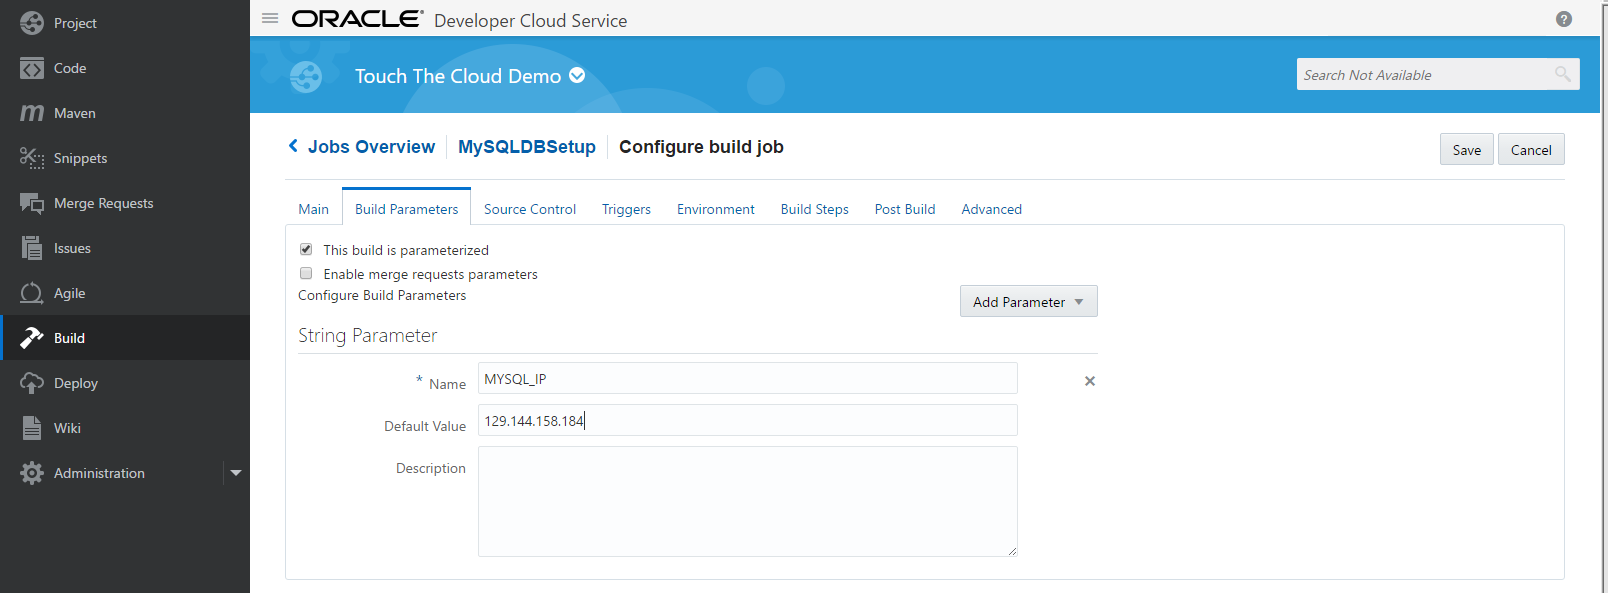 Project
Code
Maven
Snippets
Merge Requests
Issues
Agile
Build
Deploy
Wiki
Administration
ORACLE® Developer Cloud Service
?
Touch The Cloud Demo
Search Not Available
Jobs Overview MySQLDBSetup Configure build job
Save Cancel
Main Build Parameters Source Control Triggers Environment Build Steps Post Build Advanced
This build is parameterized
Enable merge requests parameters
Configure Build Parameters
Add Parameter
String Parameter
* Name MYSQL_IP
Default Value 129.144.158.184
Description